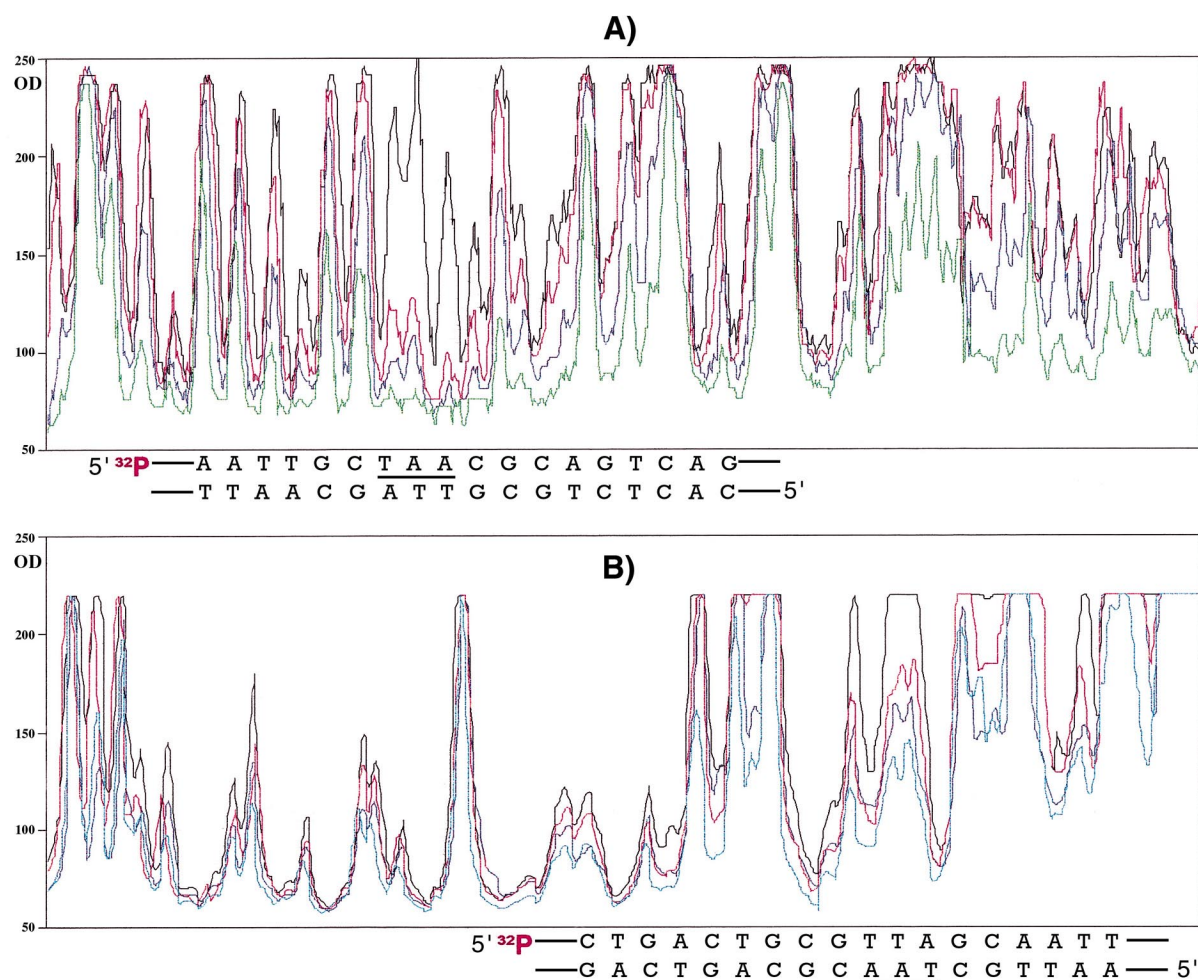 A)
250
OD
200
150
100
50
5' ³²P—A A T T G C T A A C G C A G T C A G—
—T T A A C G A T T G C G T C T C A C—5'
B)
250
OD
200
150
100
50
5' ³²P—C T G A C T G C G T T A G C A A T T—
—G A C T G A C G C A A T C G T T A A—5'